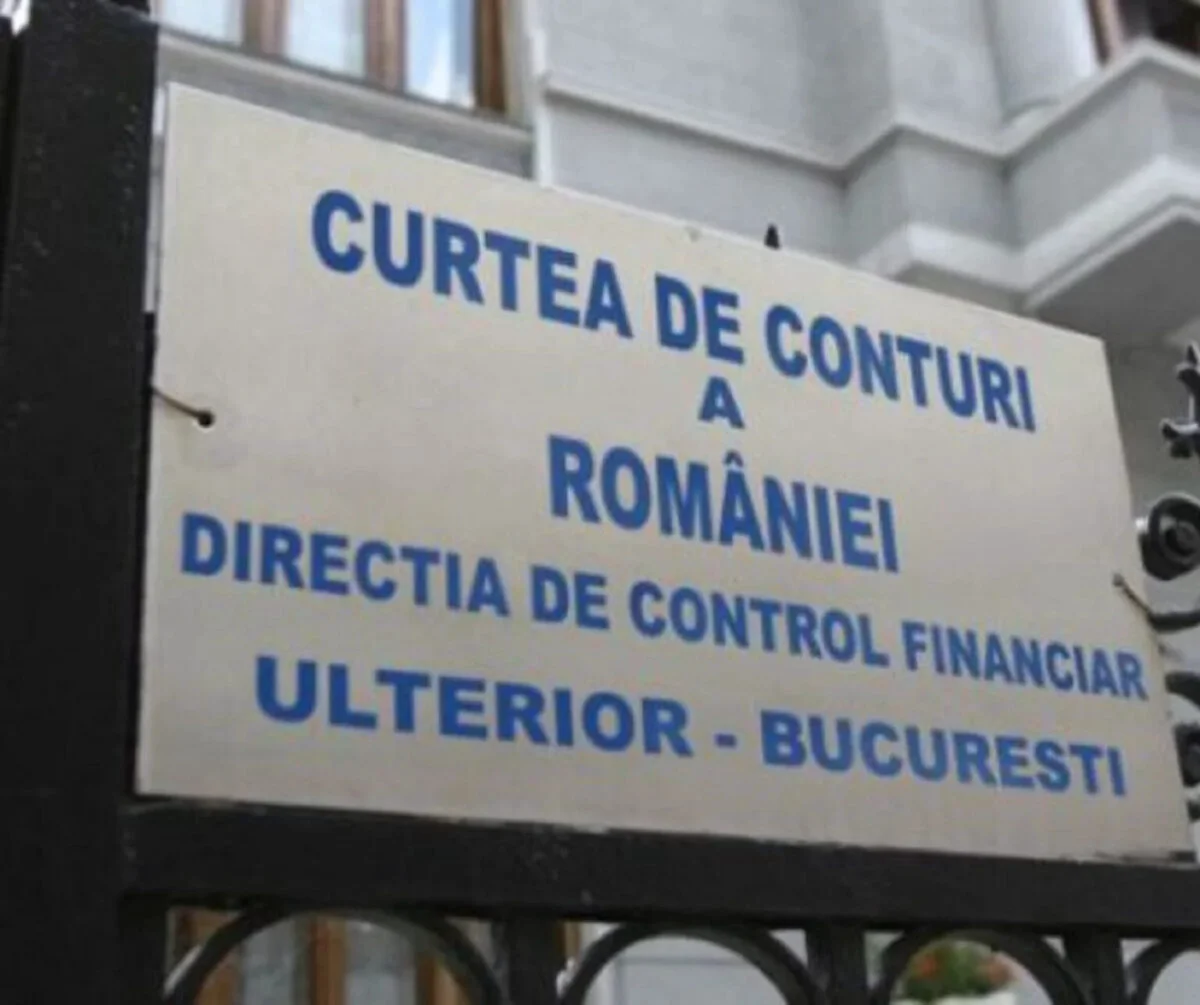 CURTEA DE CONTURI
A
ROMÂNIEI
DIRECTIA DE CONTROL FINANCIAR
ULTERIOR - BUCURESTI